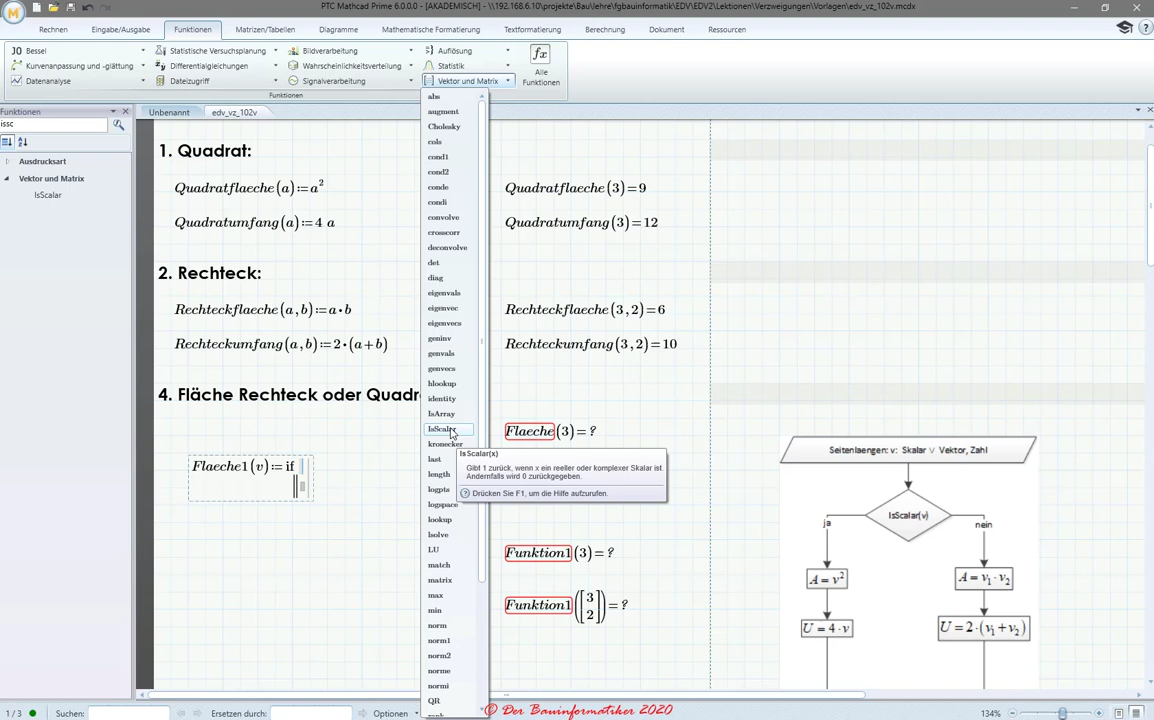 PTC Mathcad Prime 6.0.0.0 - [AKADEMISCH] \\192.168.6.10\projekte\Bau\lehre\fgbauinformatik\EDV\EDV2\Lektionen\Verzweigungen\Vorlagen\edv_vz_102v.mcdx
Rechnen Eingabe/Ausgabe Funktionen Matrizen/Tabellen Diagramme Mathematische Formatierung Textformatierung Berechnung Dokument Ressourcen
Bessel Statistische Versuchsplanung Bildverarbeitung Auflösung
Kurvenanpassung und -glättung Differentialgleichungen Wahrscheinlichkeitsverteilung Statistik
Datenanalyse Dateizugriff Signalverarbeitung Vektor und Matrix
fx
Alle
Funktionen
Funktionen
Funktionen
issc
Ausdrucksart
Vektor und Matrix
IsScalar
Unbenannt edv_vz_102v
1. Quadrat:
Quadratflaeche(a):=a²
Quadratflaeche(3)=9
Quadratumfang(a):=4 a
Quadratumfang(3)=12
2. Rechteck:
Rechteckflaeche(a,b):=a•b
Rechteckflaeche(3,2)=6
Rechteckumfang(a,b):=2•(a+b)
Rechteckumfang(3,2)=10
4. Fläche Rechteck oder Quadr
Flaeche(3)=?
Flaeche1(v):= if
Funktion1(3)=?
Funktion1([3
2])=?
abs
augment
Cholesky
cols
cond1
cond2
conde
condi
convolve
crosscorr
deconvolve
det
diag
eigenvals
eigenvec
eigenvecs
geninv
genvals
genvecs
hlookup
identity
IsArray
IsScalar
kronecker
last
length
logpts
logspace
lookup
lsolve
LU
match
matrix
max
min
norm
norm1
norm2
norme
normi
QR
rank
IsScalar(x)
Gibt 1 zurück, wenn x ein reeller oder komplexer Skalar ist.
Andernfalls wird 0 zurückgegeben.
Drücken Sie F1, um die Hilfe aufzurufen.
Seitenlaengen: v: Skalar ∨ Vektor, Zahl
IsScalar(v)
ja nein
A = v² A = v₁ · v₂
U = 4 · v U = 2 · (v₁ + v₂)
1 / 3 Suchen: Ersetzen durch: Optionen 134%
© Der Bauinformatiker 2020